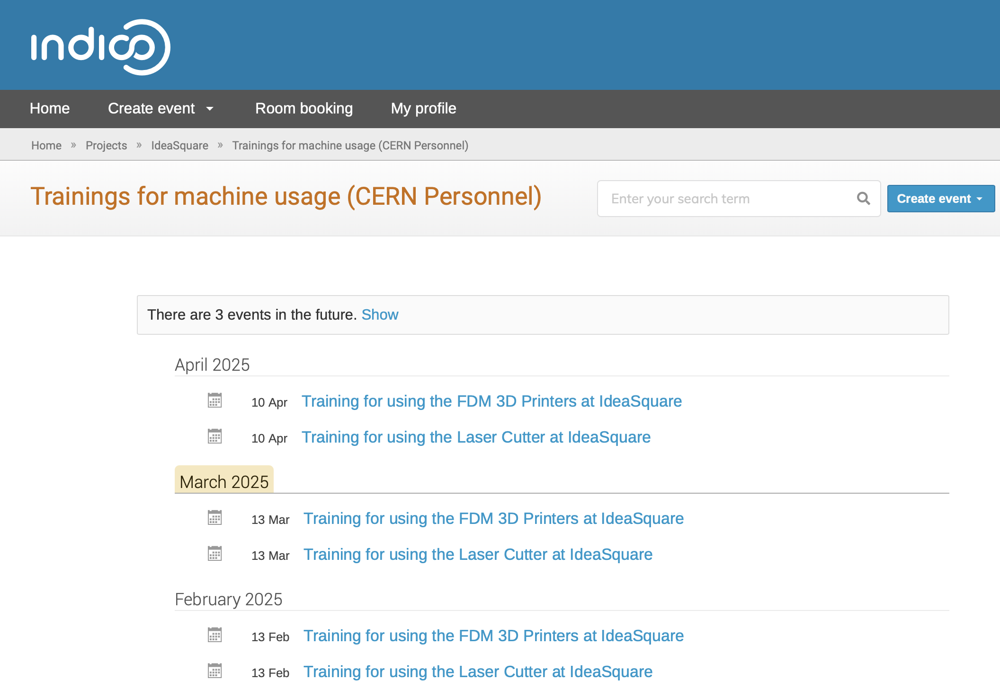 indico
Home Create event Room booking My profile
Home » Projects » IdeaSquare » Trainings for machine usage (CERN Personnel)
Trainings for machine usage (CERN Personnel) Enter your search term Create event
There are 3 events in the future. Show
April 2025
10 Apr Training for using the FDM 3D Printers at IdeaSquare
10 Apr Training for using the Laser Cutter at IdeaSquare
March 2025
13 Mar Training for using the FDM 3D Printers at IdeaSquare
13 Mar Training for using the Laser Cutter at IdeaSquare
February 2025
13 Feb Training for using the FDM 3D Printers at IdeaSquare
13 Feb Training for using the Laser Cutter at IdeaSquare